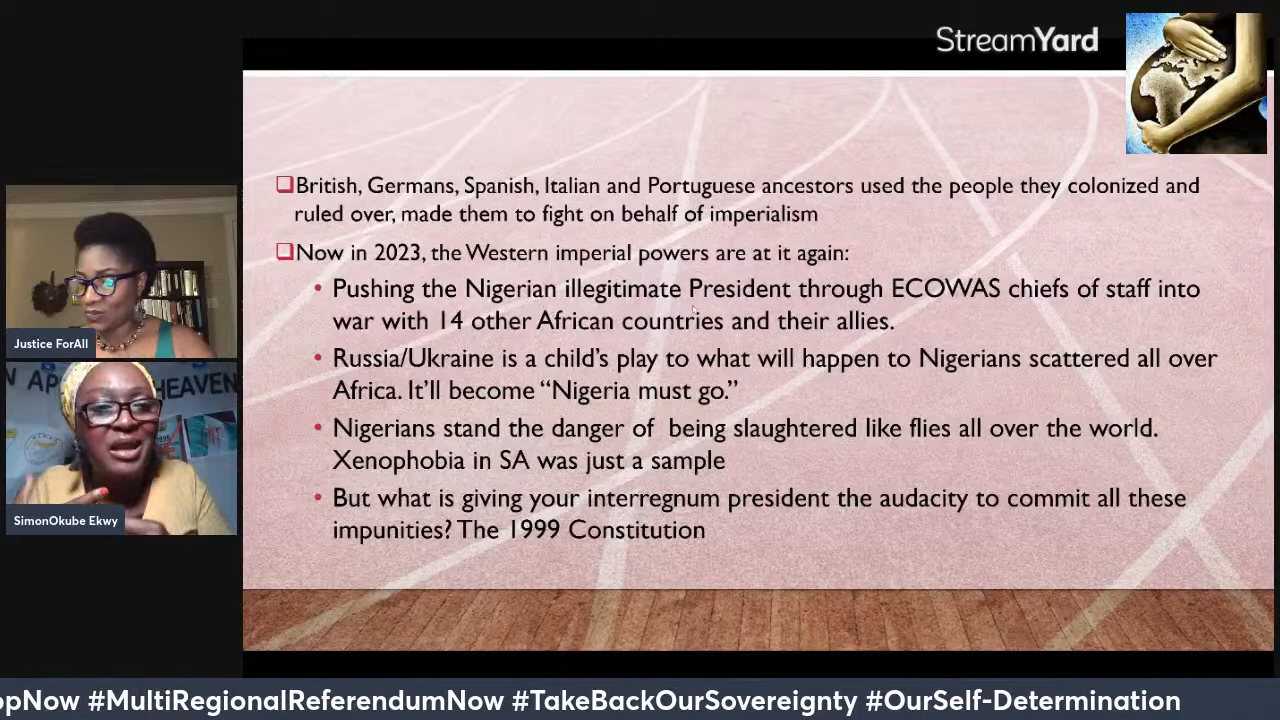 StreamYard
British, Germans, Spanish, Italian and Portuguese ancestors used the people they colonized and
ruled over, made them to fight on behalf of imperialism
Now in 2023, the Western imperial powers are at it again:
• Pushing the Nigerian illegitimate President through ECOWAS chiefs of staff into
war with 14 other African countries and their allies.
• Russia/Ukraine is a child's play to what will happen to Nigerians scattered all over
Africa. It'll become “Nigeria must go.”
• Nigerians stand the danger of being slaughtered like flies all over the world.
Xenophobia in SA was just a sample
• But what is giving your interregnum president the audacity to commit all these
impunities? The 1999 Constitution
Justice ForAll
HEAVEN
SimonOkube Ekwy
opNow #MultiRegionalReferendumNow #TakeBackOurSovereignty #OurSelf-Determination